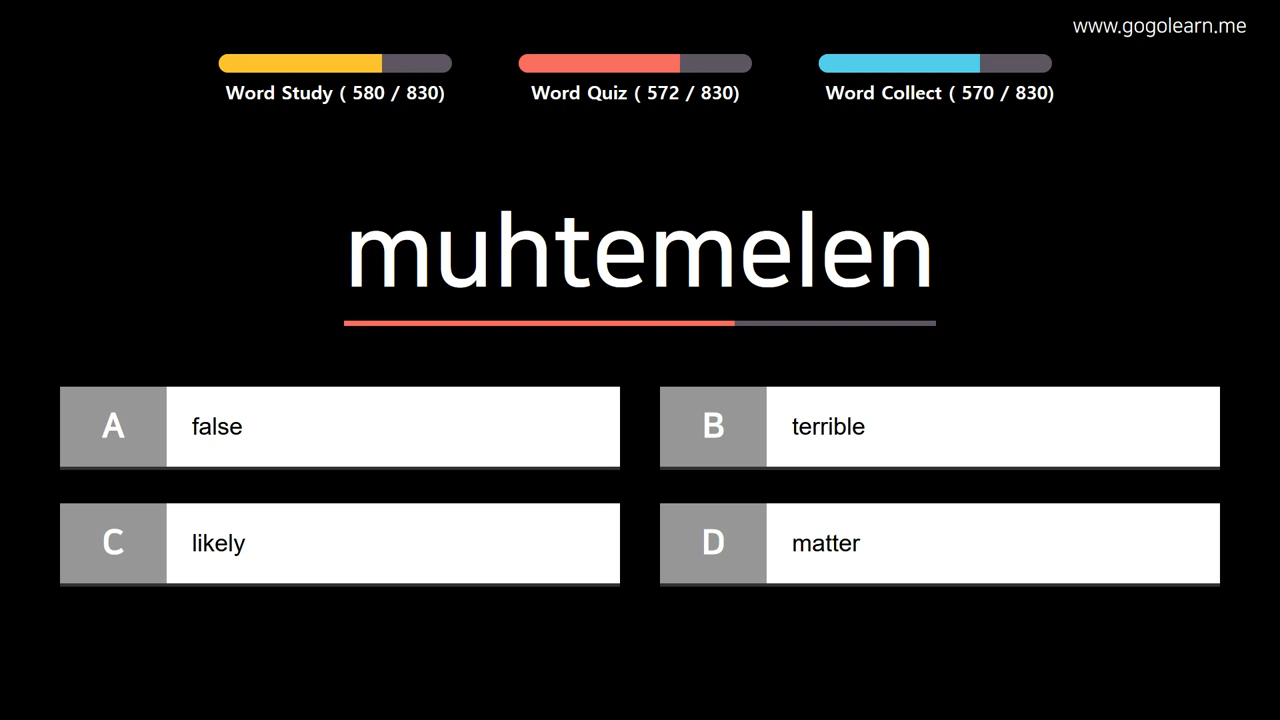 www.gogolearn.me
Word Study ( 580 / 830)
Word Quiz ( 572 / 830)
Word Collect ( 570 / 830)
muhtemelen
A false
B terrible
C likely
D matter